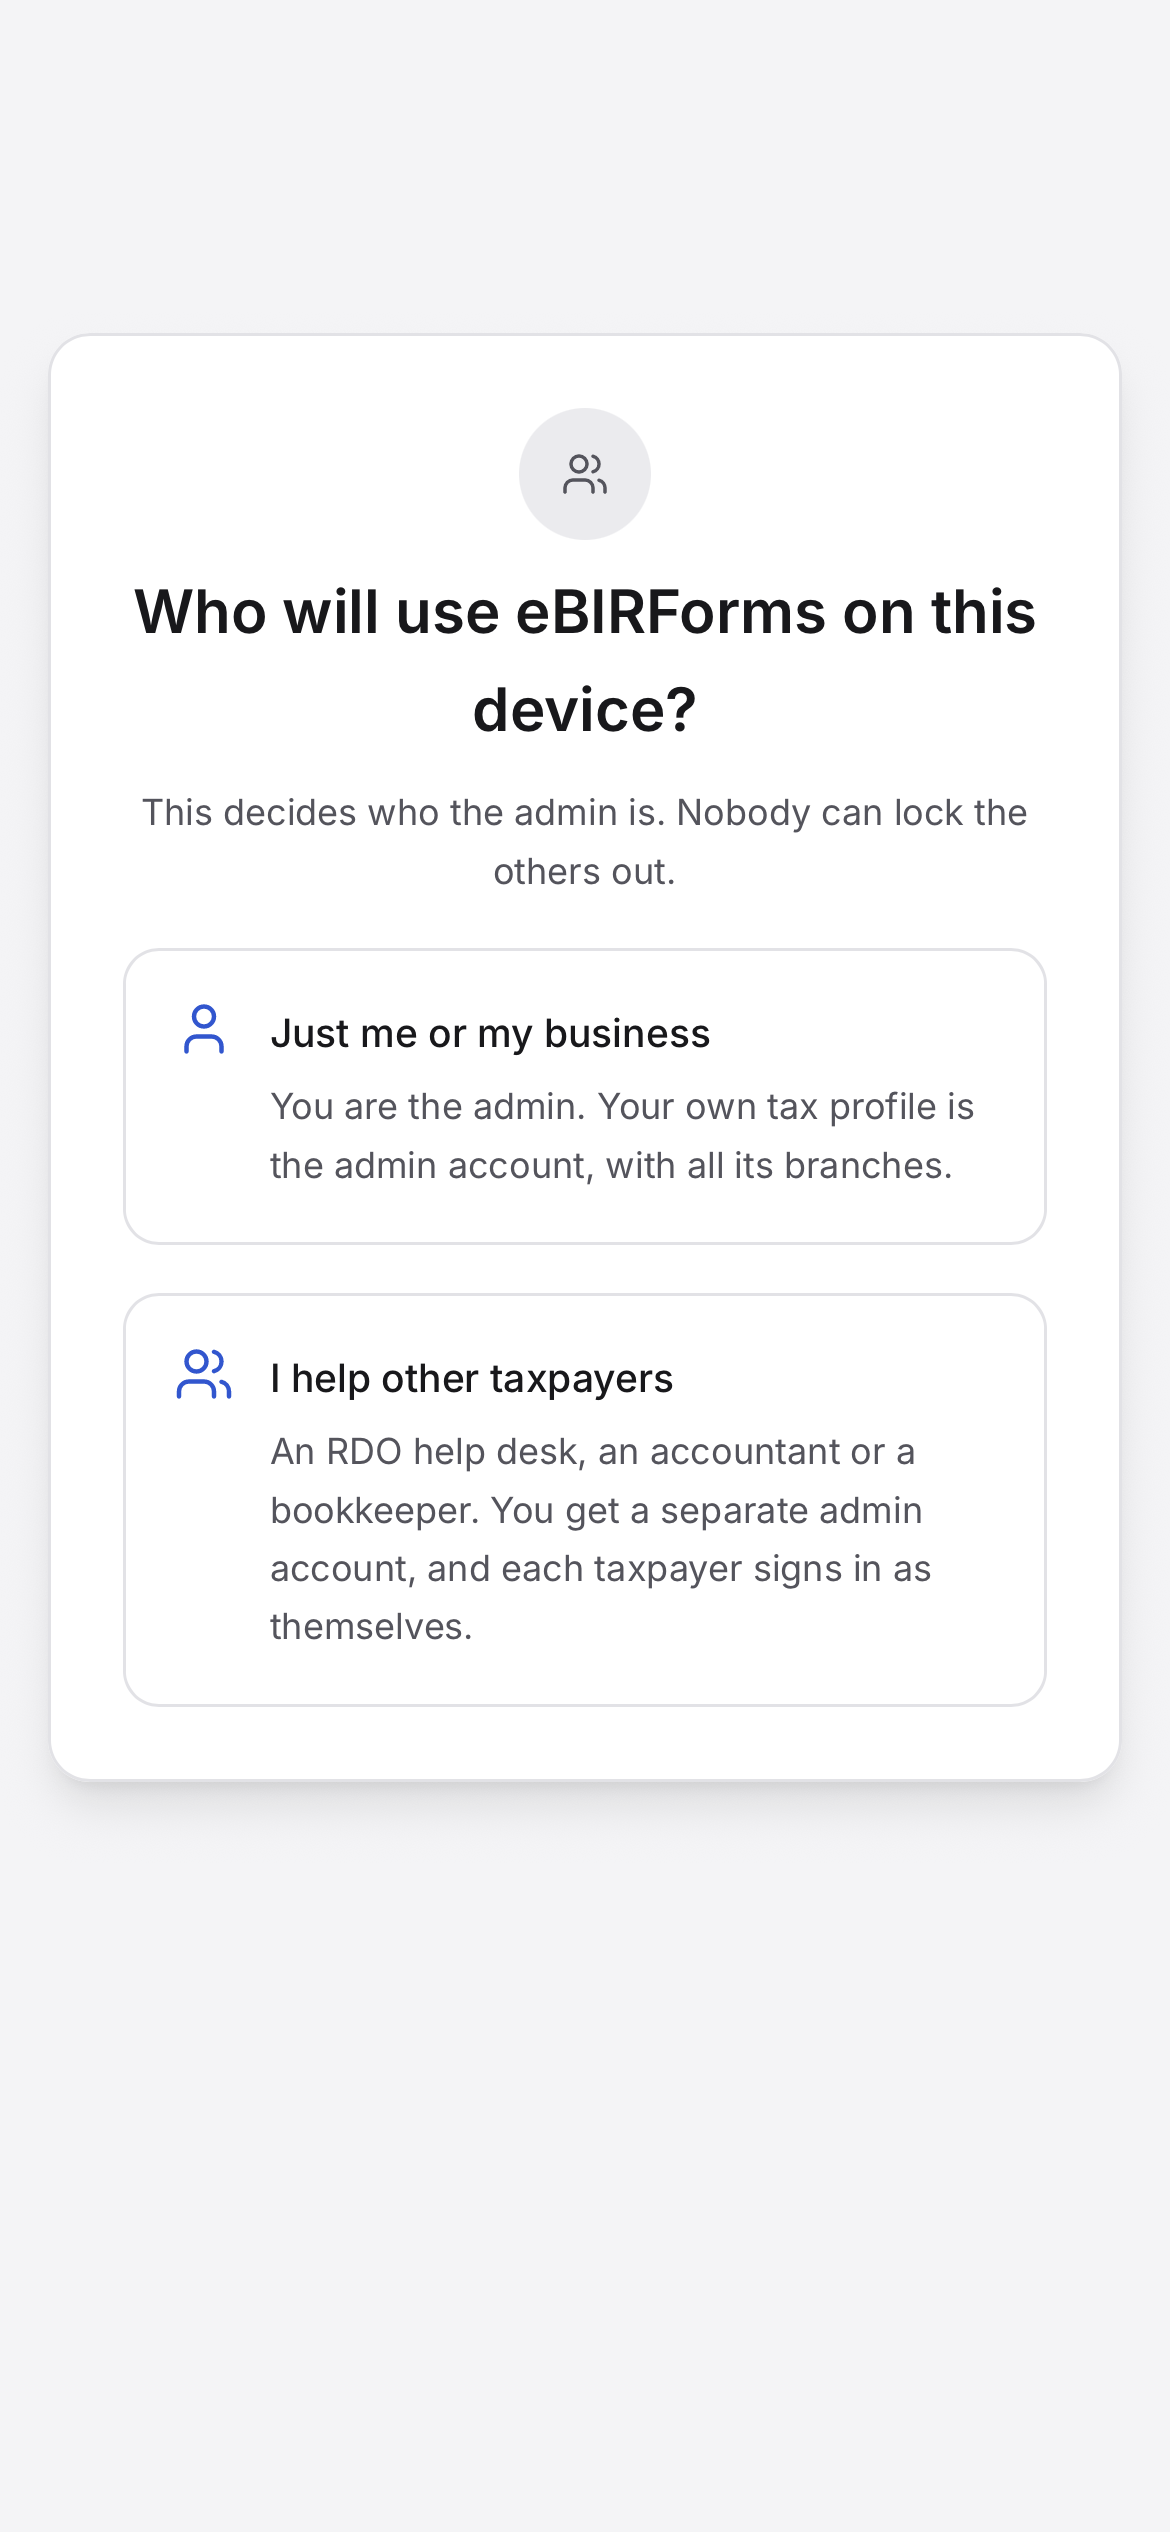 Who will use eBIRForms on this
device?
This decides who the admin is. Nobody can lock the
others out.
Just me or my business
You are the admin. Your own tax profile is
the admin account, with all its branches.
I help other taxpayers
An RDO help desk, an accountant or a
bookkeeper. You get a separate admin
account, and each taxpayer signs in as
themselves.